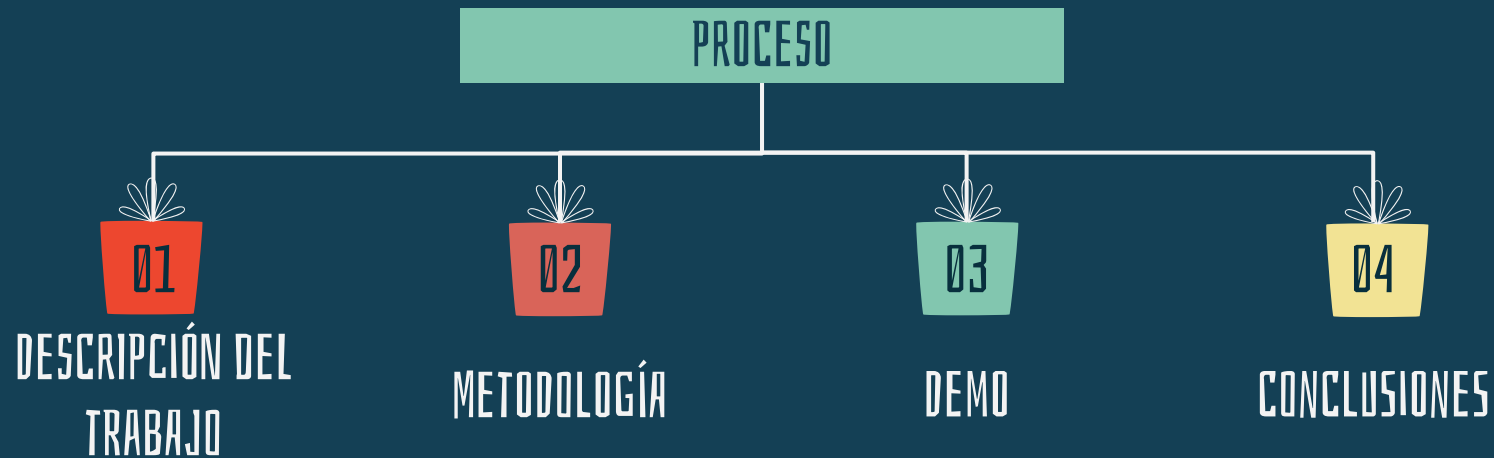 PROCESO
01
02
03
04
DESCRIPCIÓN DEL
TRABAJO
METODOLOGÍA
DEMO
CONCLUSIONES